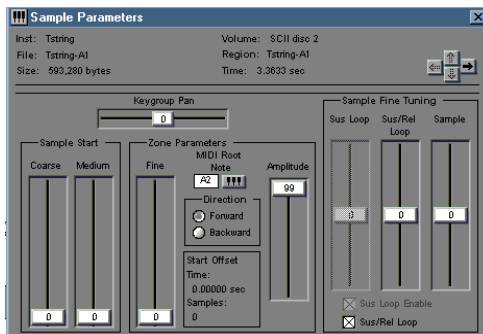 Sample Parameters
Inst: Tstring
Volume: SCII disc 2
File: Tstring-A1
Region: Tstring-A1
Size: 593,280 bytes
Time: 3.3633 sec
Keygroup Pan
0
Sample Start
Coarse Medium
0 0
Zone Parameters
Fine
0
MIDI Root
Note
A2
Direction
Forward
Backward
Start Offset
Time:
0.00000 sec
Samples:
0
Amplitude
99
Sample Fine Tuning
Sus Loop Sus/Rel Loop Sample
0 0 0
Sus Loop Enable
Sus/Rel Loop